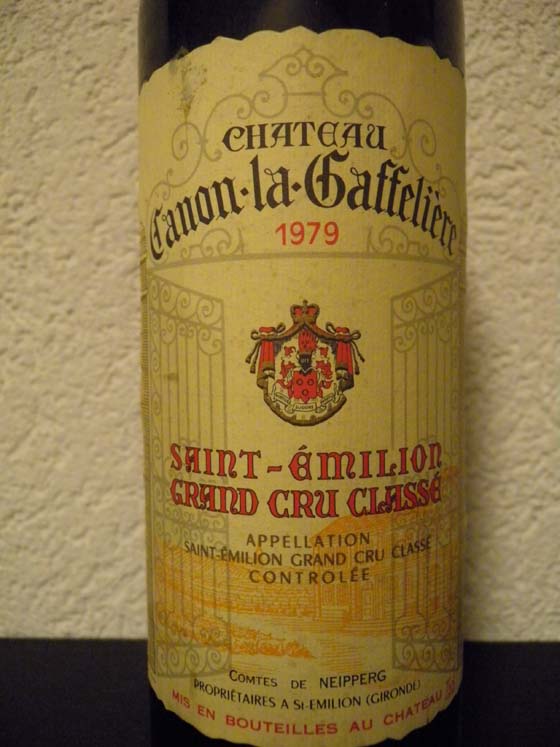 CHATEAU
Canon·la·Gaffelière
1979
SAINT-ÉMILION
GRAND CRU CLASSÉ
APPELLATION
SAINT-ÉMILION GRAND CRU CLASSÉ
CONTROLÉE
COMTES DE NEIPPERG
PROPRIÉTAIRES A St-EMILION (GIRONDE)
MIS EN BOUTEILLES AU CHATEAU